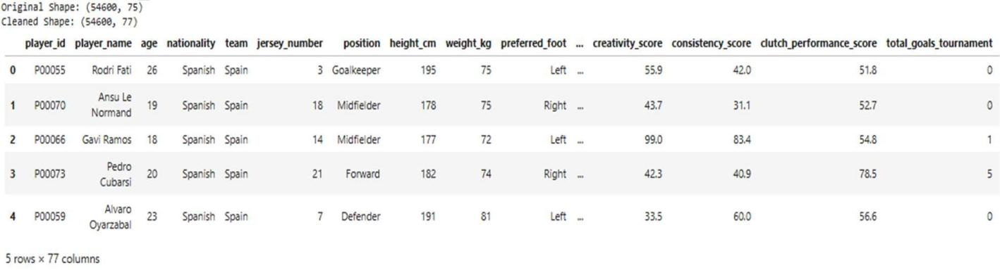 Original Shape: (54600, 75)
Cleaned Shape: (54600, 77)
player_id player_name age nationality team jersey_number position height_cm weight_kg preferred_foot ... creativity_score consistency_score clutch_performance_score total_goals_tournament
0 P00055 Rodri Fati 26 Spanish Spain 3 Goalkeeper 195 75 Left ... 55.9 42.0 51.8 0
1 P00070 Ansu Le Normand 19 Spanish Spain 18 Midfielder 178 75 Right ... 43.7 31.1 52.7 0
2 P00066 Gavi Ramos 18 Spanish Spain 14 Midfielder 177 72 Left ... 99.0 83.4 54.8 1
3 P00073 Pedro Cubarsi 20 Spanish Spain 21 Forward 182 74 Right ... 42.3 40.9 78.5 5
4 P00059 Alvaro Oyarzabal 23 Spanish Spain 7 Defender 191 81 Left ... 33.5 60.0 56.6 0
5 rows × 77 columns